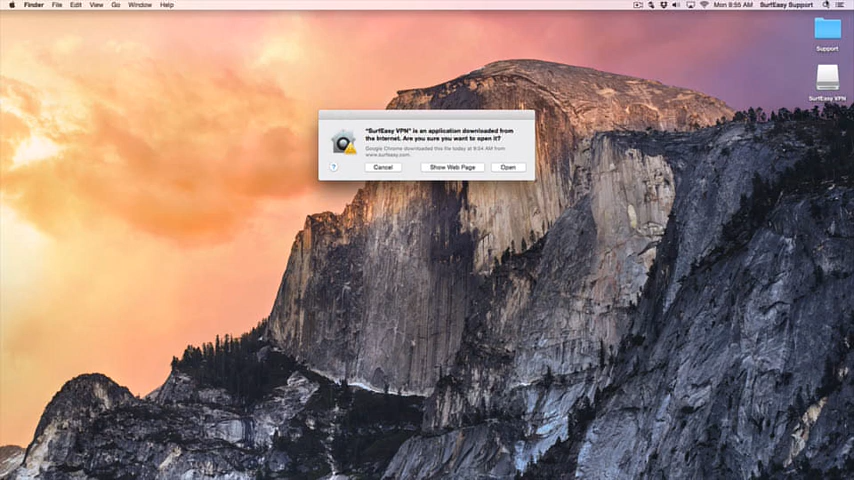 Finder File Edit View Go Window Help
Mon 9:55 AM SurfEasy Support
Support
SurfEasy VPN
"SurfEasy VPN" is an application downloaded from
the Internet. Are you sure you want to open it?
Google Chrome downloaded this file today at 9:54 AM from
www.surfeasy.com.
? Cancel Show Web Page Open